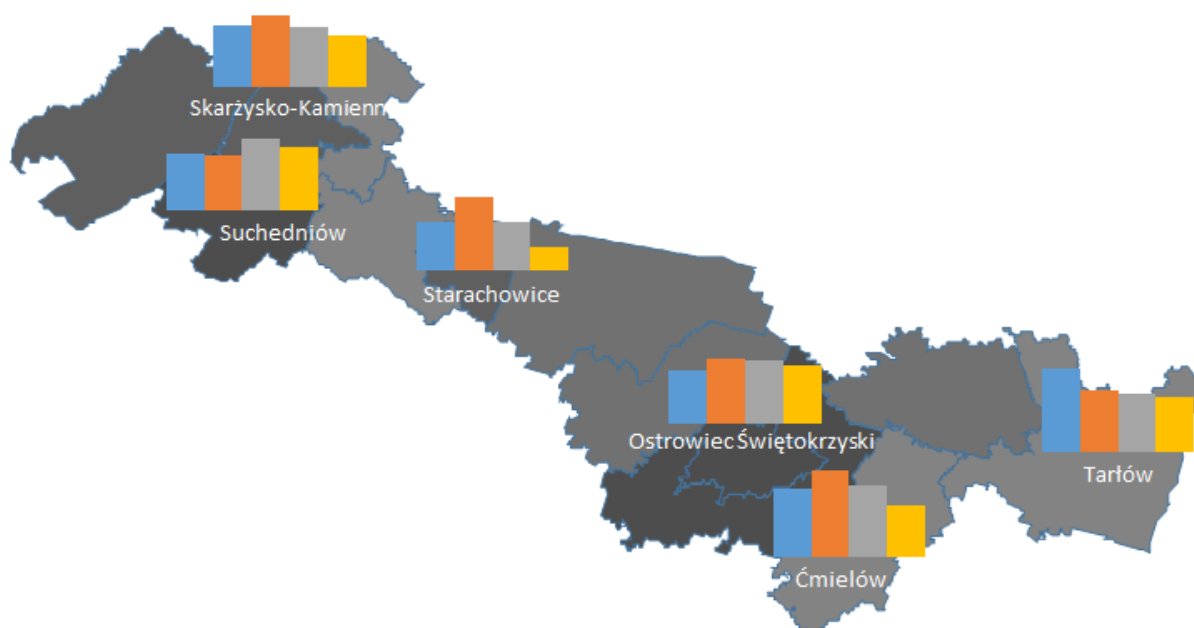 Skarżysko-Kamienn
Suchedniów
Starachowice
Ostrowiec Świętokrzyski
Tarłów
Ćmielów